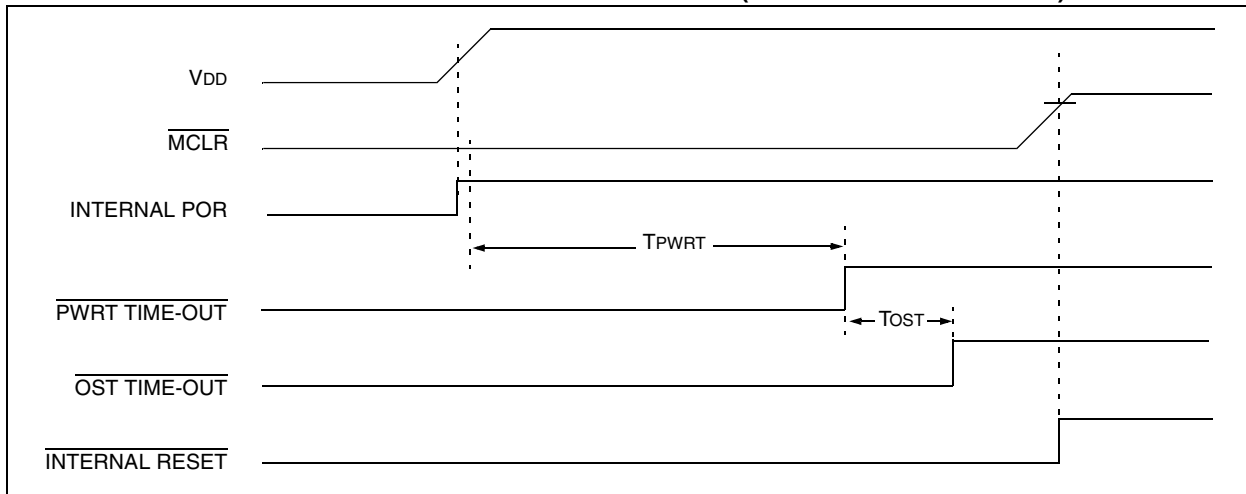 VDD
MCLR
INTERNAL POR
TPWRT
PWRT TIME-OUT
TOST
OST TIME-OUT
INTERNAL RESET